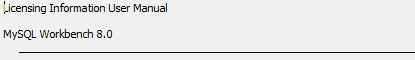 Licensing Information User Manual
MySQL Workbench 8.0